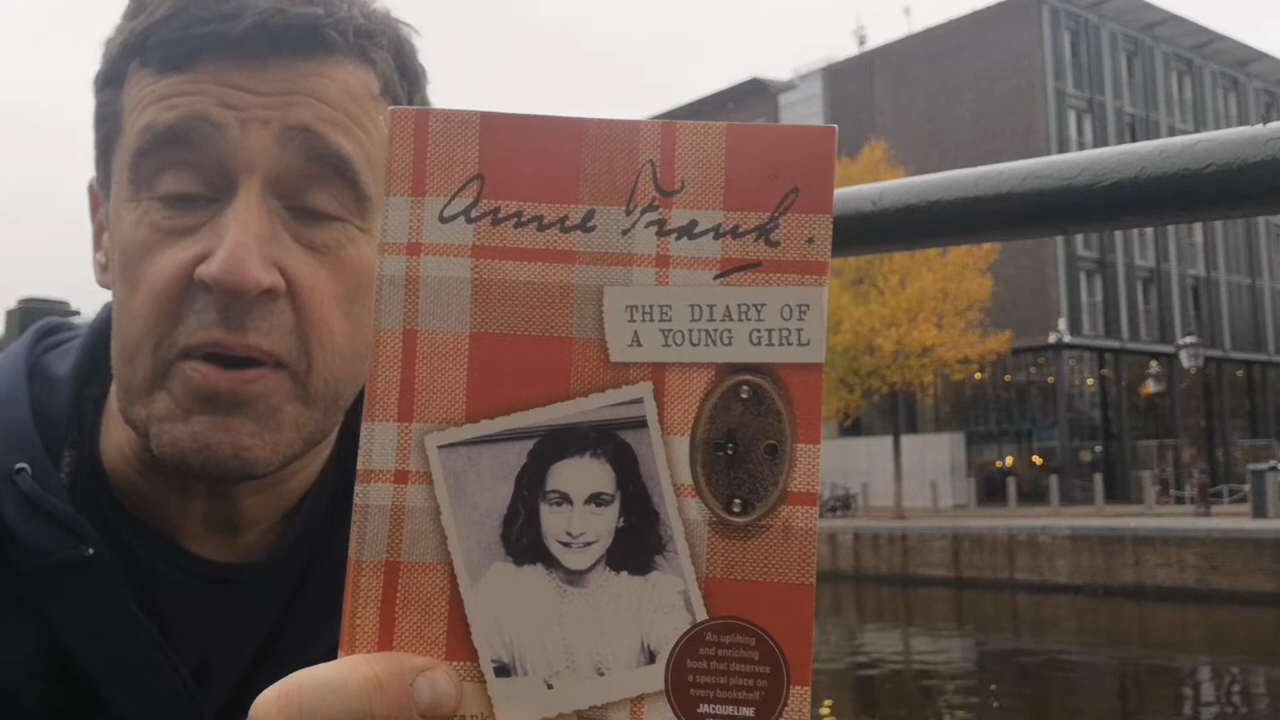 Anne Frank.
THE DIARY OF
A YOUNG GIRL
'An uplifting
and enriching
book that deserves
a special place on
every bookshelf.'
JACQUELINE